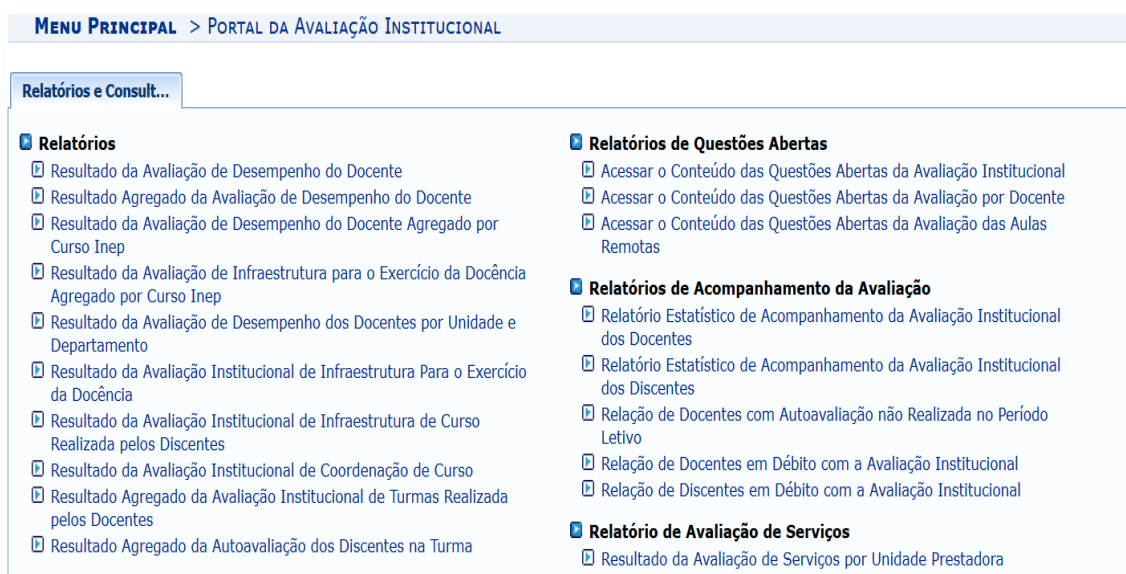 Menu Principal > Portal da Avaliação Institucional
Relatórios e Consult...
Relatórios
Resultado da Avaliação de Desempenho do Docente
Resultado Agregado da Avaliação de Desempenho do Docente
Resultado da Avaliação de Desempenho do Docente Agregado por
Curso Inep
Resultado da Avaliação de Infraestrutura para o Exercício da Docência
Agregado por Curso Inep
Resultado da Avaliação de Desempenho dos Docentes por Unidade e
Departamento
Resultado da Avaliação Institucional de Infraestrutura Para o Exercício
da Docência
Resultado da Avaliação Institucional de Infraestrutura de Curso
Realizada pelos Discentes
Resultado da Avaliação Institucional de Coordenação de Curso
Resultado Agregado da Avaliação Institucional de Turmas Realizada
pelos Docentes
Resultado Agregado da Autoavaliação dos Discentes na Turma
Relatórios de Questões Abertas
Acessar o Conteúdo das Questões Abertas da Avaliação Institucional
Acessar o Conteúdo das Questões Abertas da Avaliação por Docente
Acessar o Conteúdo das Questões Abertas da Avaliação das Aulas
Remotas
Relatórios de Acompanhamento da Avaliação
Relatório Estatístico de Acompanhamento da Avaliação Institucional
dos Docentes
Relatório Estatístico de Acompanhamento da Avaliação Institucional
dos Discentes
Relação de Docentes com Autoavaliação não Realizada no Período
Letivo
Relação de Docentes em Débito com a Avaliação Institucional
Relação de Discentes em Débito com a Avaliação Institucional
Relatório de Avaliação de Serviços
Resultado da Avaliação de Serviços por Unidade Prestadora